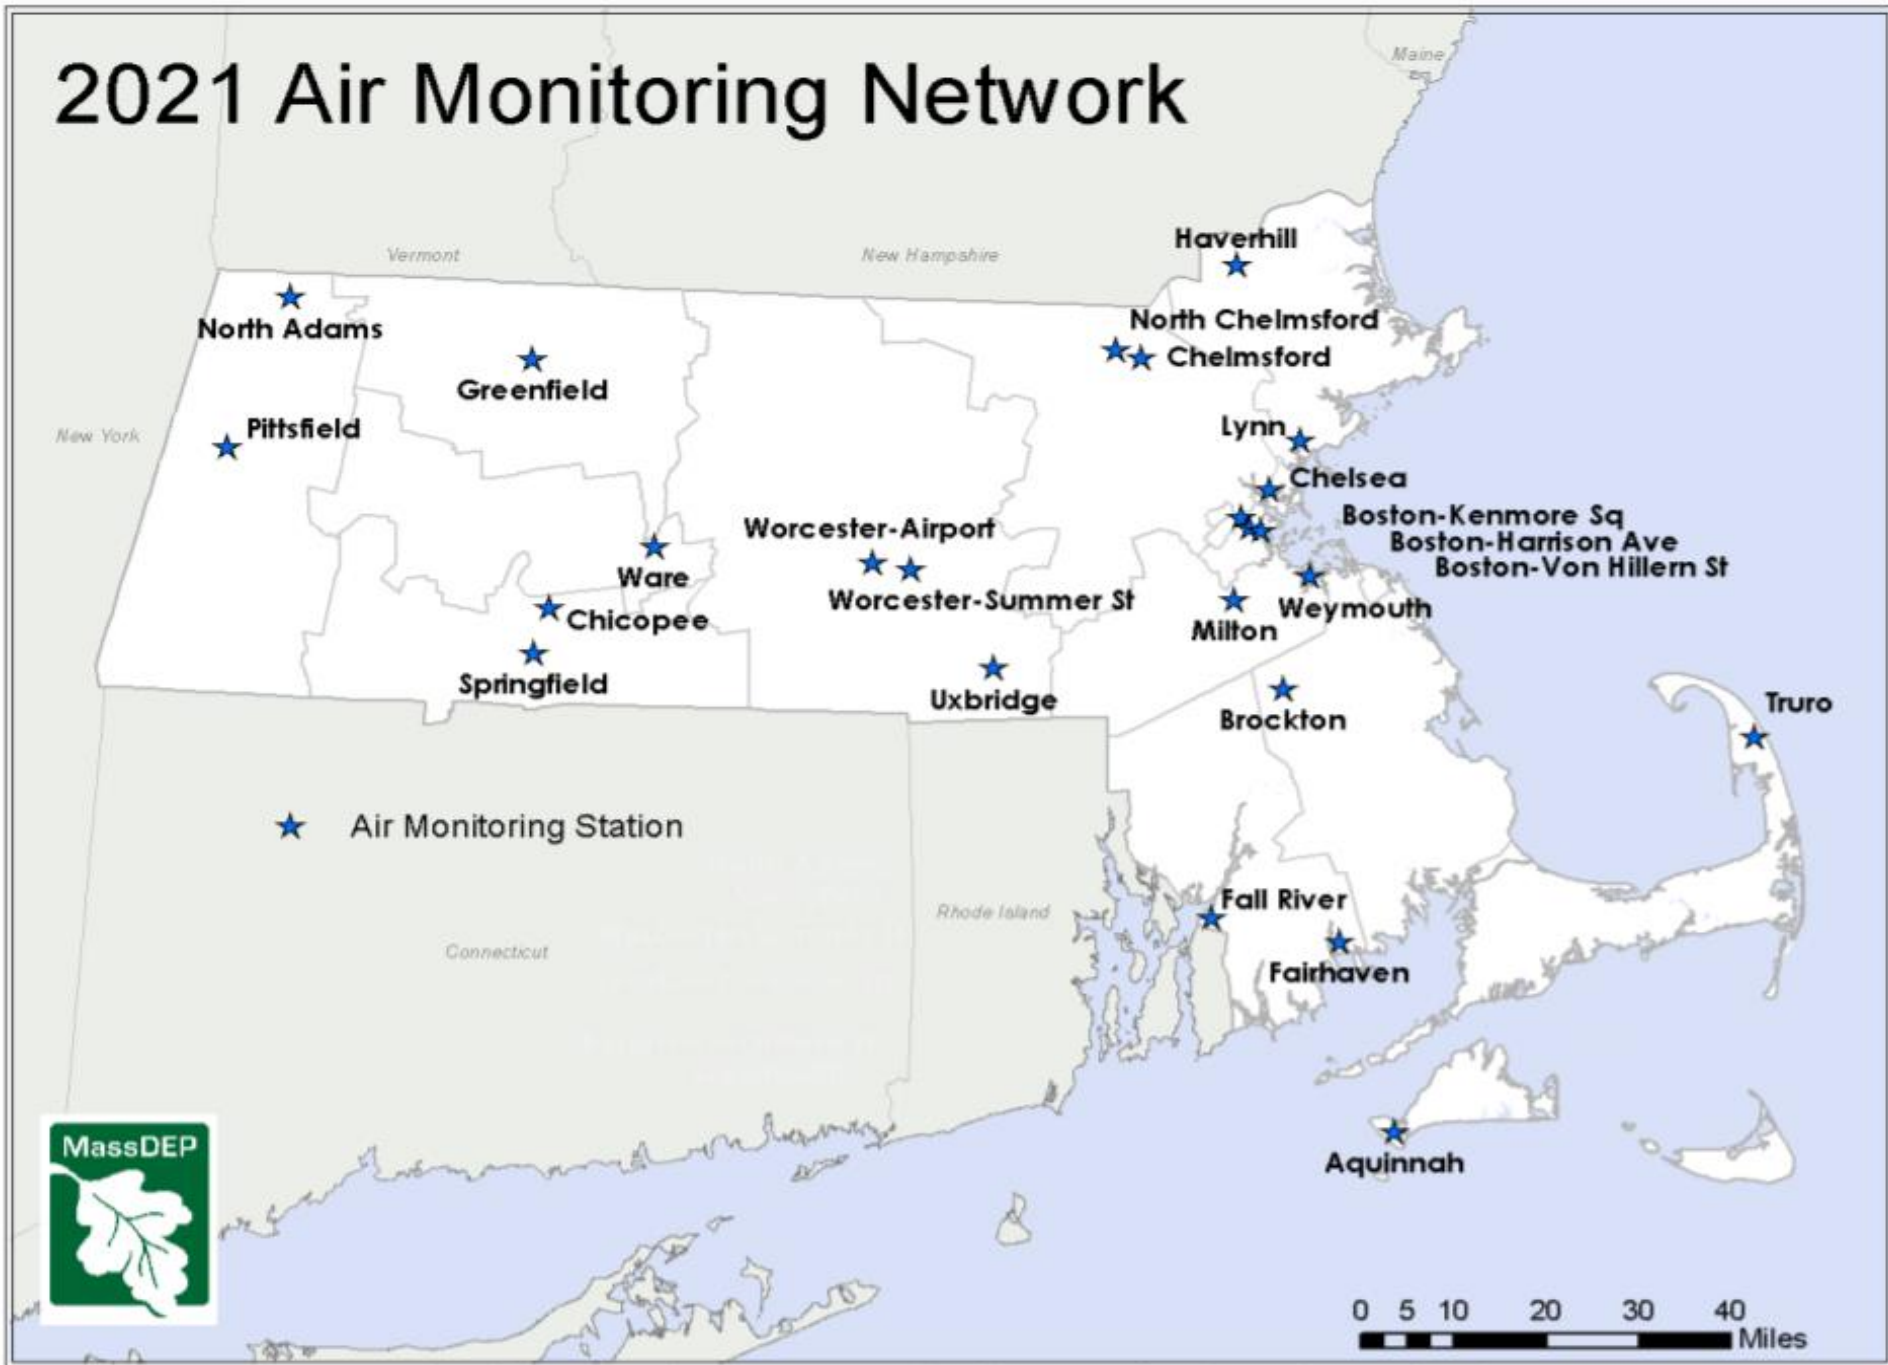 2021 Air Monitoring Network
Maine
Vermont
New Hampshire
Haverhill
North Adams
North Chelmsford
Chelmsford
Greenfield
New York
Pittsfield
Lynn
Chelsea
Worcester-Airport
Boston-Kenmore Sq
Boston-Harrison Ave
Boston-Von Hillern St
Ware
Worcester-Summer St
Weymouth
Chicopee
Milton
Springfield
Uxbridge
Brockton
Truro
Air Monitoring Station
Fall River
Rhode Island
Connecticut
Fairhaven
MassDEP
Aquinnah
0 5 10 20 30 40
Miles